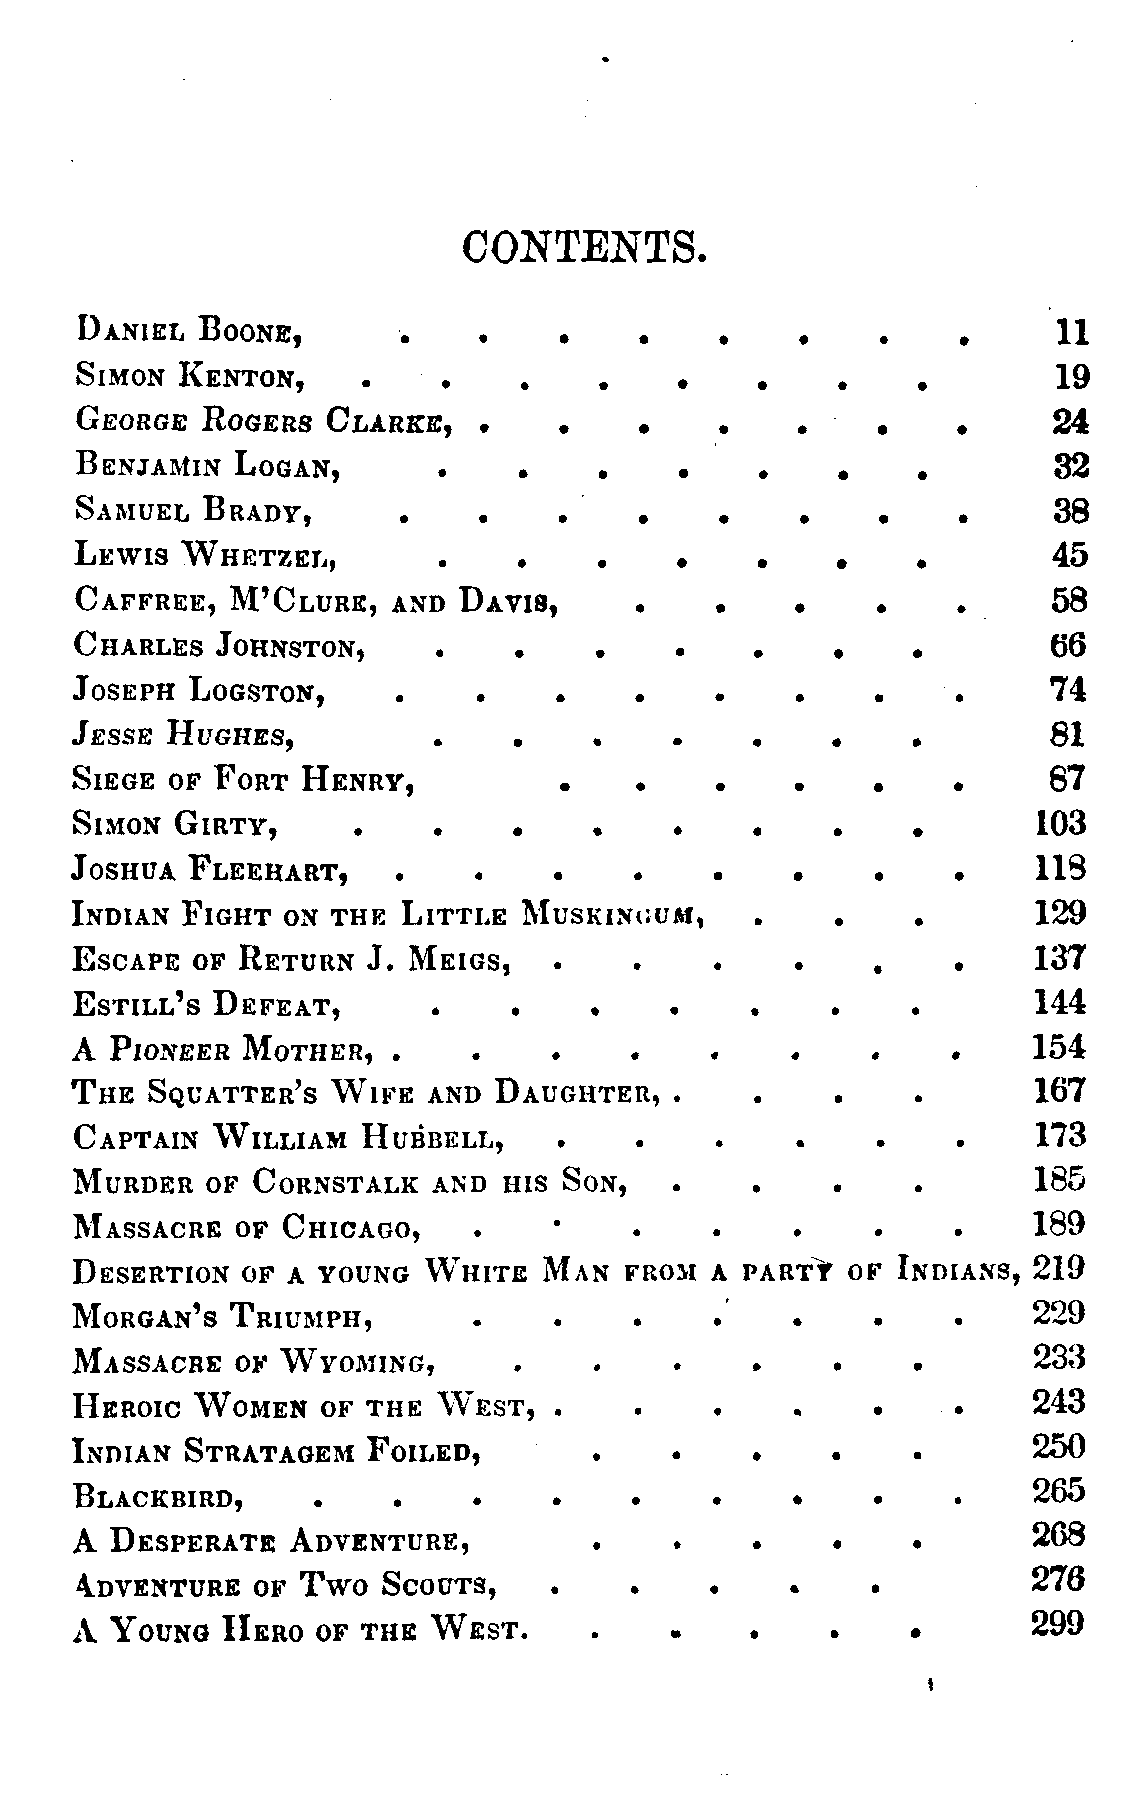 CONTENTS.
DANIEL BOONE, . . . . . . . . 11
SIMON KENTON, . . . . . . . . 19
GEORGE ROGERS CLARKE, . . . . . . . 24
BENJAMIN LOGAN, . . . . . . . 32
SAMUEL BRADY, . . . . . . . . 38
LEWIS WHETZEL, . . . . . . . 45
CAFFREE, M'CLURE, AND DAVIS, . . . . . 58
CHARLES JOHNSTON, . . . . . . . 66
JOSEPH LOGSTON, . . . . . . . . 74
JESSE HUGHES, . . . . . . . 81
SIEGE OF FORT HENRY, . . . . . . 87
SIMON GIRTY, . . . . . . . . 103
JOSHUA FLEEHART, . . . . . . . . 118
INDIAN FIGHT ON THE LITTLE MUSKINGUM, . . . 129
ESCAPE OF RETURN J. MEIGS, . . . . . . 137
ESTILL'S DEFEAT, . . . . . . . 144
A PIONEER MOTHER, . . . . . . . . 154
THE SQUATTER'S WIFE AND DAUGHTER, . . . . 167
CAPTAIN WILLIAM HUBBELL, . . . . . . 173
MURDER OF CORNSTALK AND HIS SON, . . . . 185
MASSACRE OF CHICAGO, . . . . . . . 189
DESERTION OF A YOUNG WHITE MAN FROM A PARTY OF INDIANS, 219
MORGAN'S TRIUMPH, . . . . . . . 229
MASSACRE OF WYOMING, . . . . . . 233
HEROIC WOMEN OF THE WEST, . . . . . . 243
INDIAN STRATAGEM FOILED, . . . . . 250
BLACKBIRD, . . . . . . . . . 265
A DESPERATE ADVENTURE, . . . . . 268
ADVENTURE OF TWO SCOUTS, . . . . . 276
A YOUNG HERO OF THE WEST. . . . . . 299